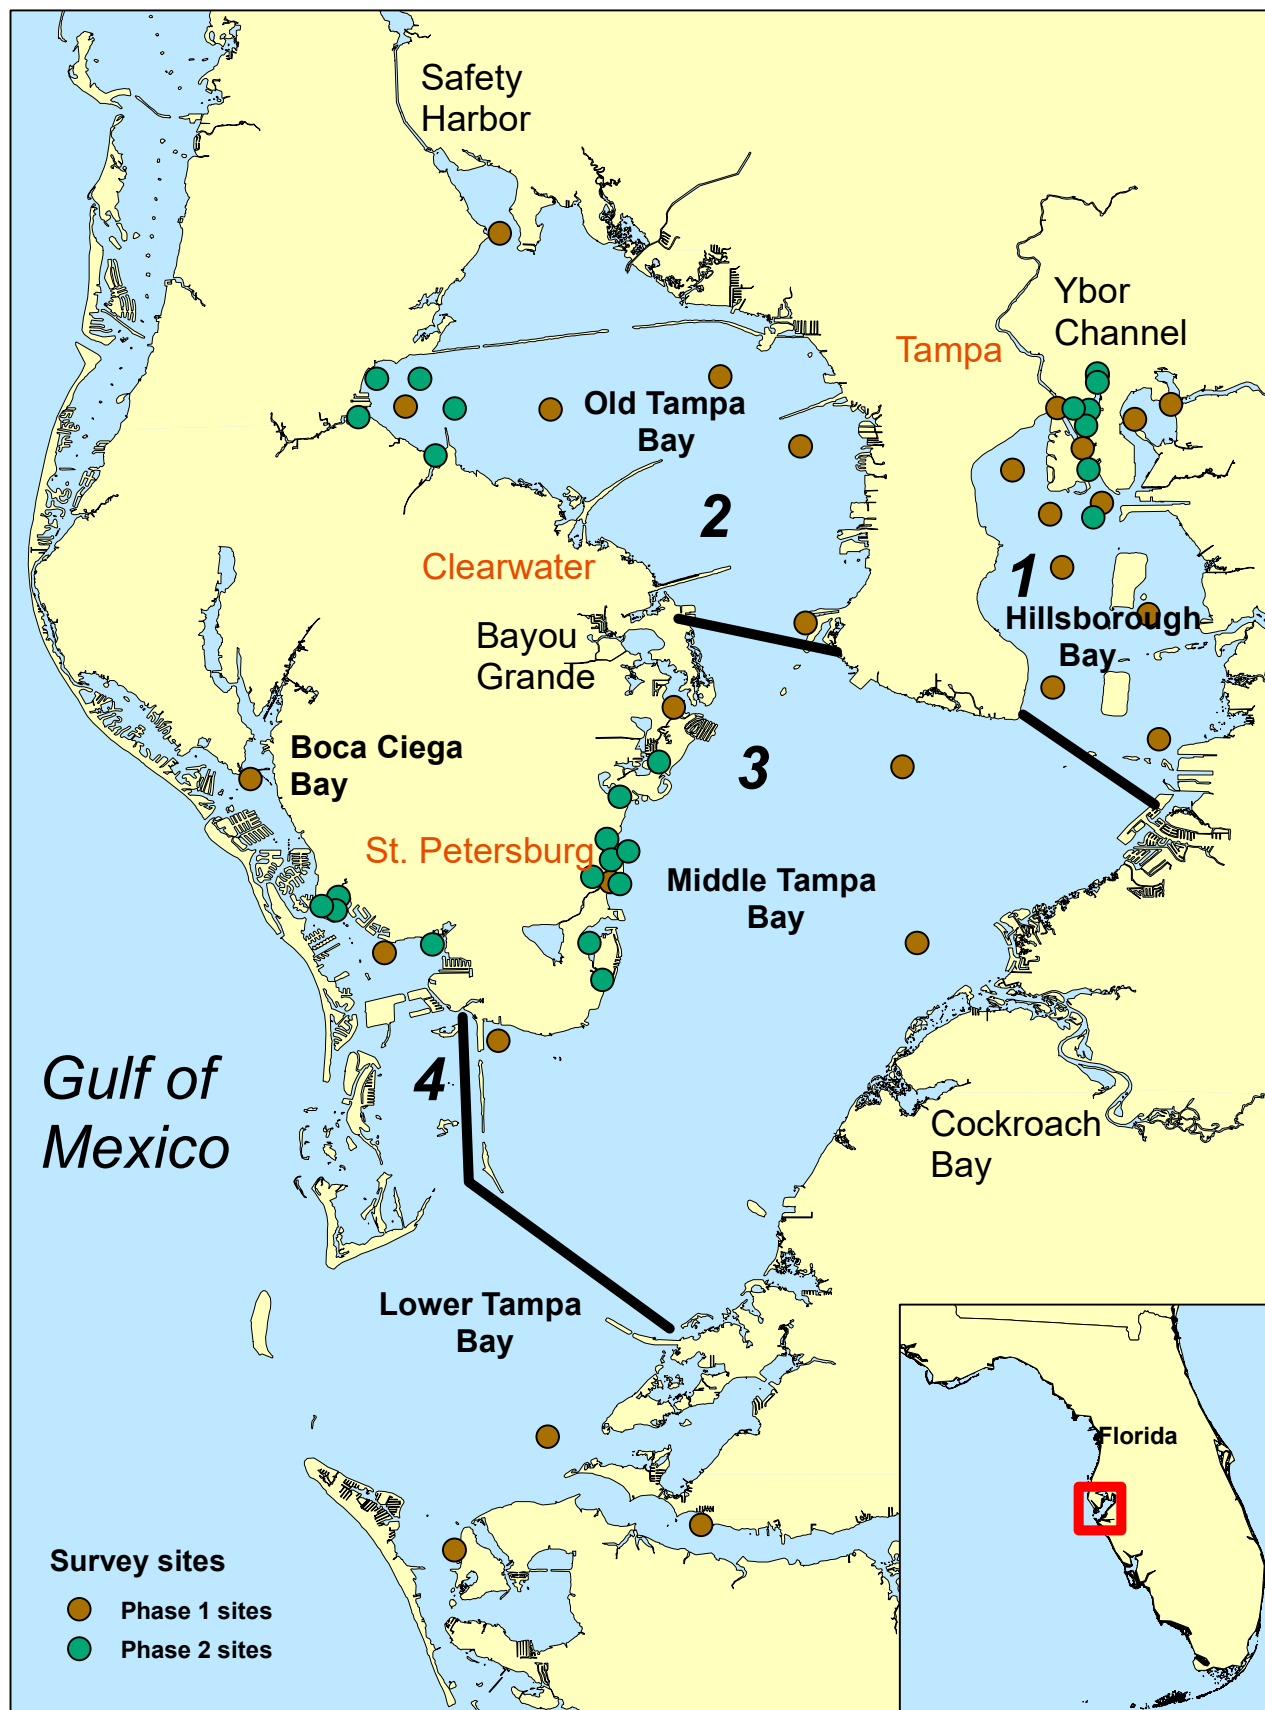 Safety
Harbor
Ybor
Channel
Tampa
Old Tampa
Bay
2
Clearwater
1
Hillsborough
Bay
Bayou
Grande
Boca Ciega
Bay
3
St. Petersburg
Middle Tampa
Bay
Gulf of
Mexico
4
Cockroach
Bay
Lower Tampa
Bay
Florida
Survey sites
Phase 1 sites
Phase 2 sites